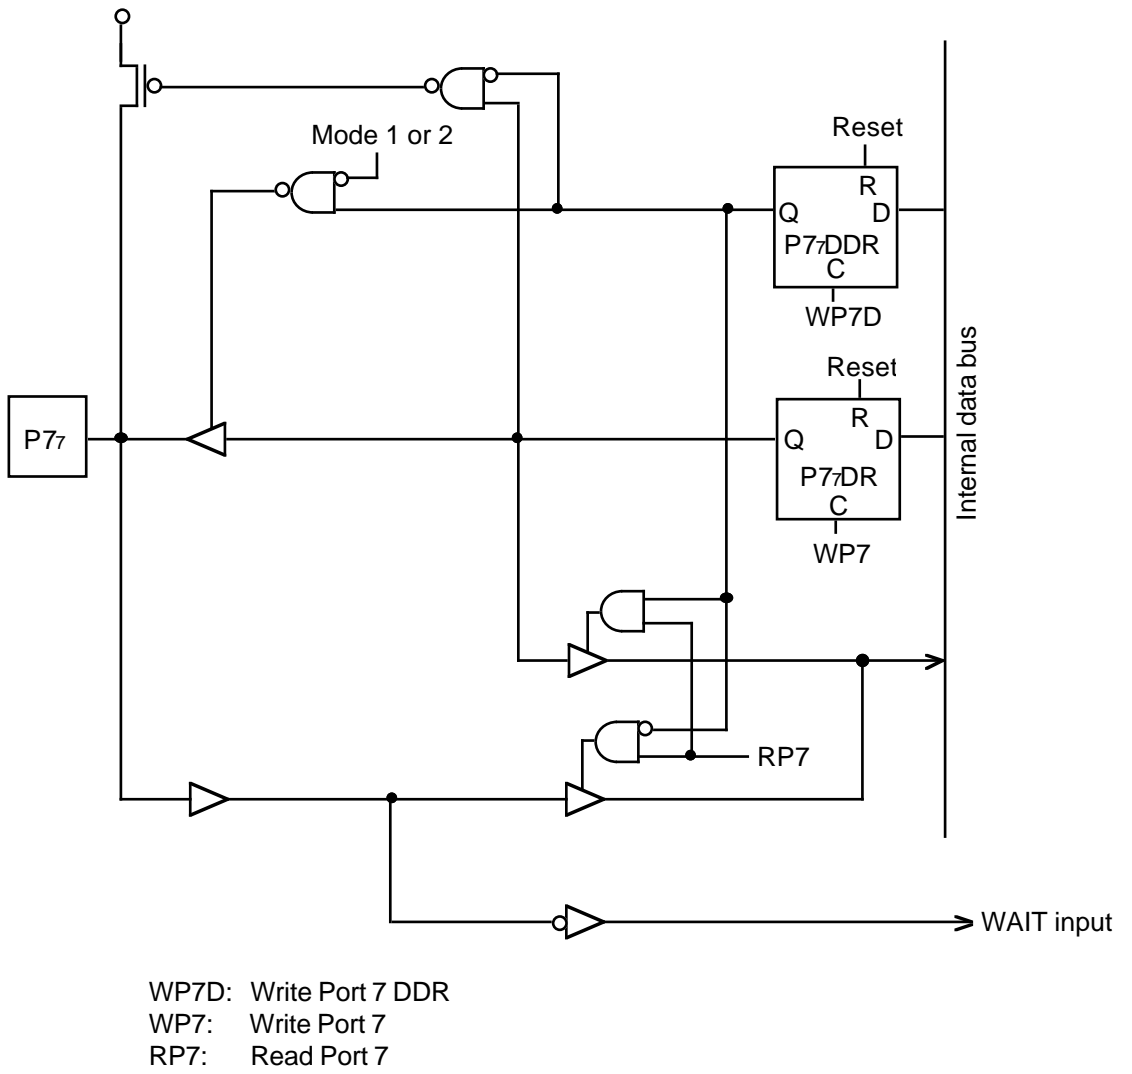 Mode 1 or 2
Reset
R
Q D
P77DDR
C
WP7D
Reset
R
Q D
P77DR
C
WP7
P77
Internal data bus
RP7
WAIT input
WP7D: Write Port 7 DDR
WP7: Write Port 7
RP7: Read Port 7